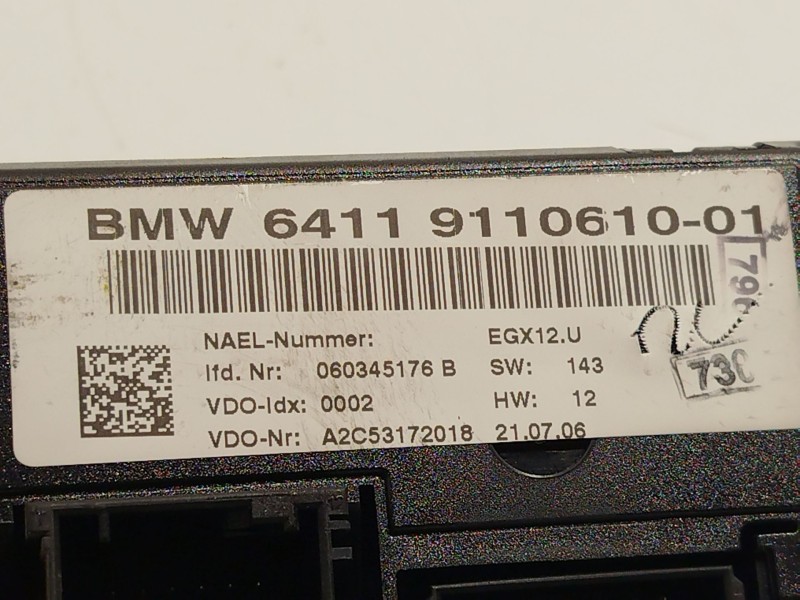 BMW 6411 9110610-01
NAEL-Nummer: EGX12.U
lfd. Nr: 060345176 B SW: 143
VDO-Idx: 0002 HW: 12
VDO-Nr: A2C53172018 21.07.06